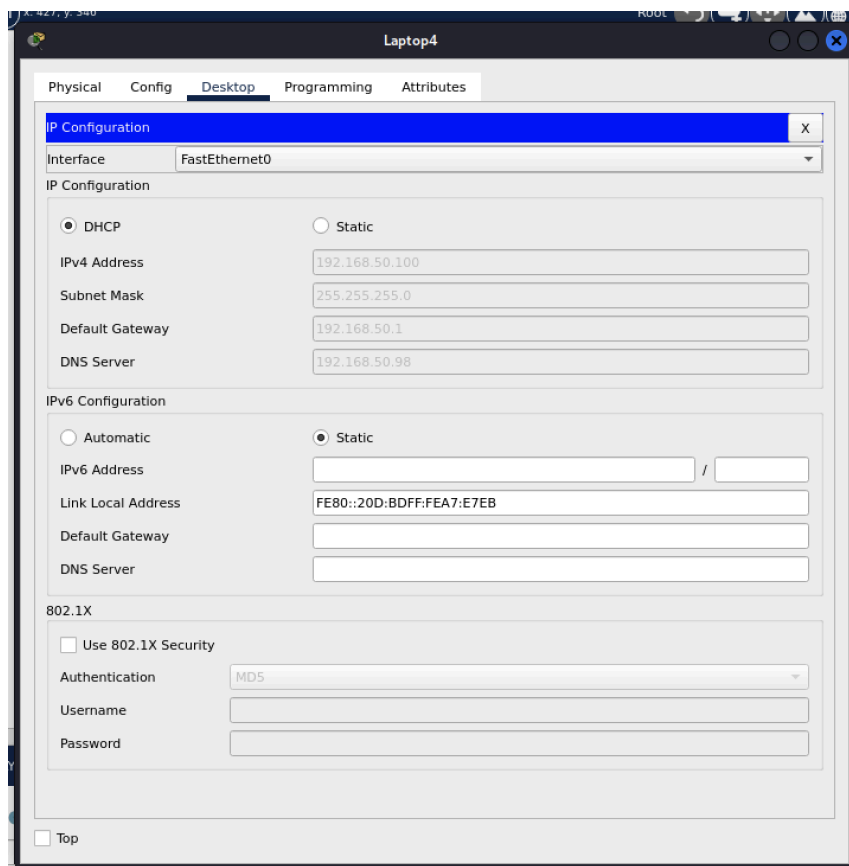 x: 427, y: 346 Root
Laptop4
Physical Config Desktop Programming Attributes
IP Configuration X
Interface FastEthernet0
IP Configuration
DHCP Static
IPv4 Address 192.168.50.100
Subnet Mask 255.255.255.0
Default Gateway 192.168.50.1
DNS Server 192.168.50.98
IPv6 Configuration
Automatic Static
IPv6 Address /
Link Local Address FE80::20D:BDFF:FEA7:E7EB
Default Gateway
DNS Server
802.1X
Use 802.1X Security
Authentication MD5
Username
Password
Top